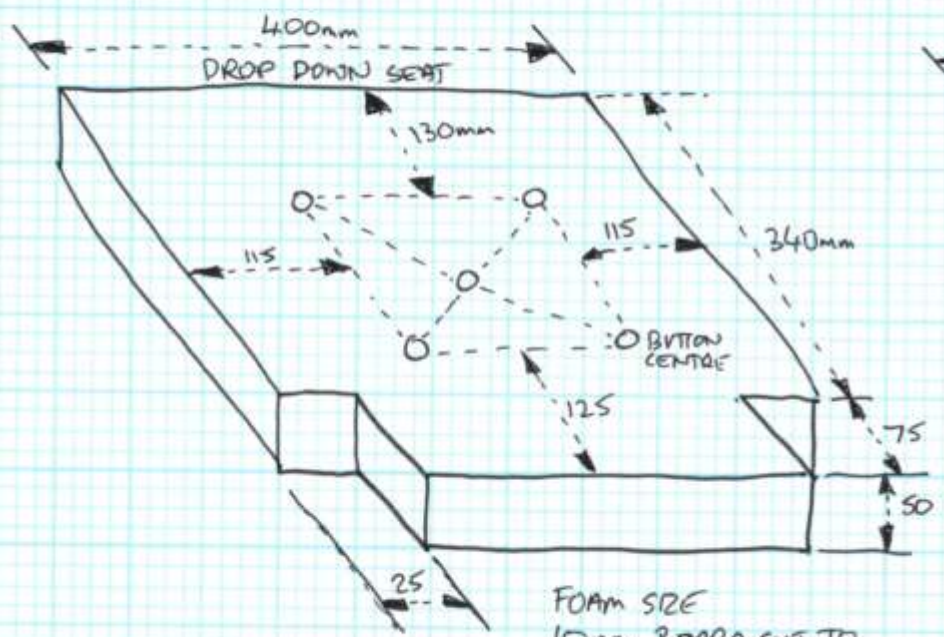 400mm
DROP DOWN SEAT
130mm
115
115
340mm
BUTTON
CENTRE
125
75
50
25
FOAM SIZE